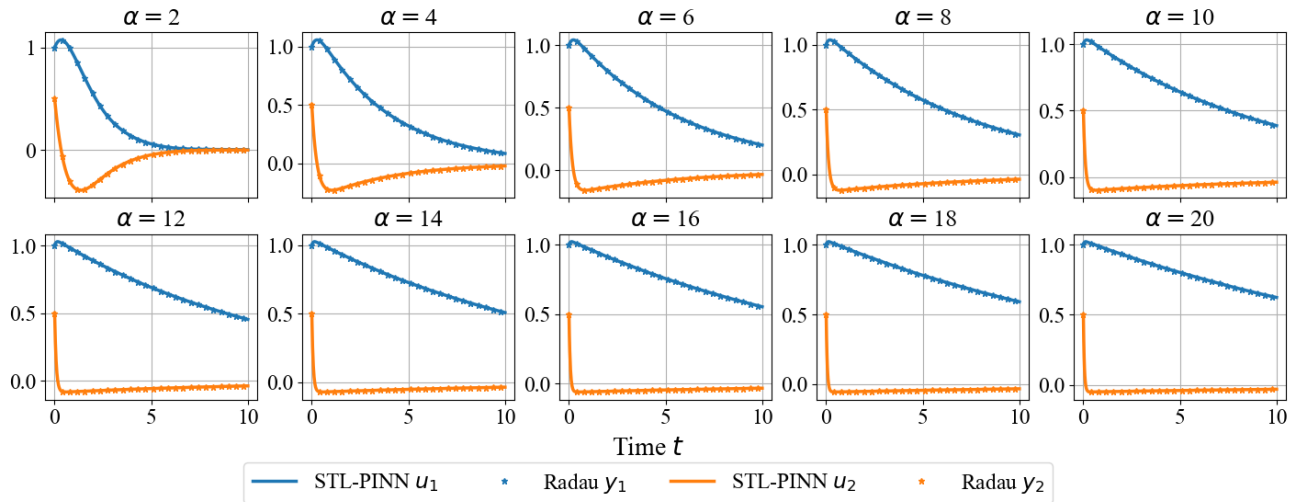 α = 2 α = 4 α = 6 α = 8 α = 10
1 1.0 1.0 1.0 1.0
0.5 0.5 0.5 0.5
0 0.0 0.0 0.0 0.0
α = 12 α = 14 α = 16 α = 18 α = 20
1.0 1.0 1.0 1.0 1.0
0.5 0.5 0.5 0.5 0.5
0.0 0.0 0.0 0.0 0.0
0 5 10 0 5 10 0 5 10 0 5 10 0 5 10
Time t
STL-PINN u₁ Radau y₁ STL-PINN u₂ Radau y₂